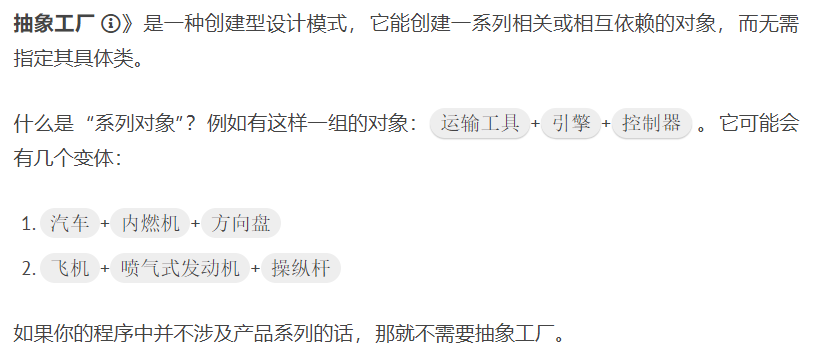 抽象工厂 ⓘ》是一种创建型设计模式，它能创建一系列相关或相互依赖的对象，而无需
指定其具体类。
什么是“系列对象”？例如有这样一组的对象：运输工具+引擎+控制器。它可能会
有几个变体：
1. 汽车+内燃机+方向盘
2. 飞机+喷气式发动机+操纵杆
如果你的程序中并不涉及产品系列的话，那就不需要抽象工厂。